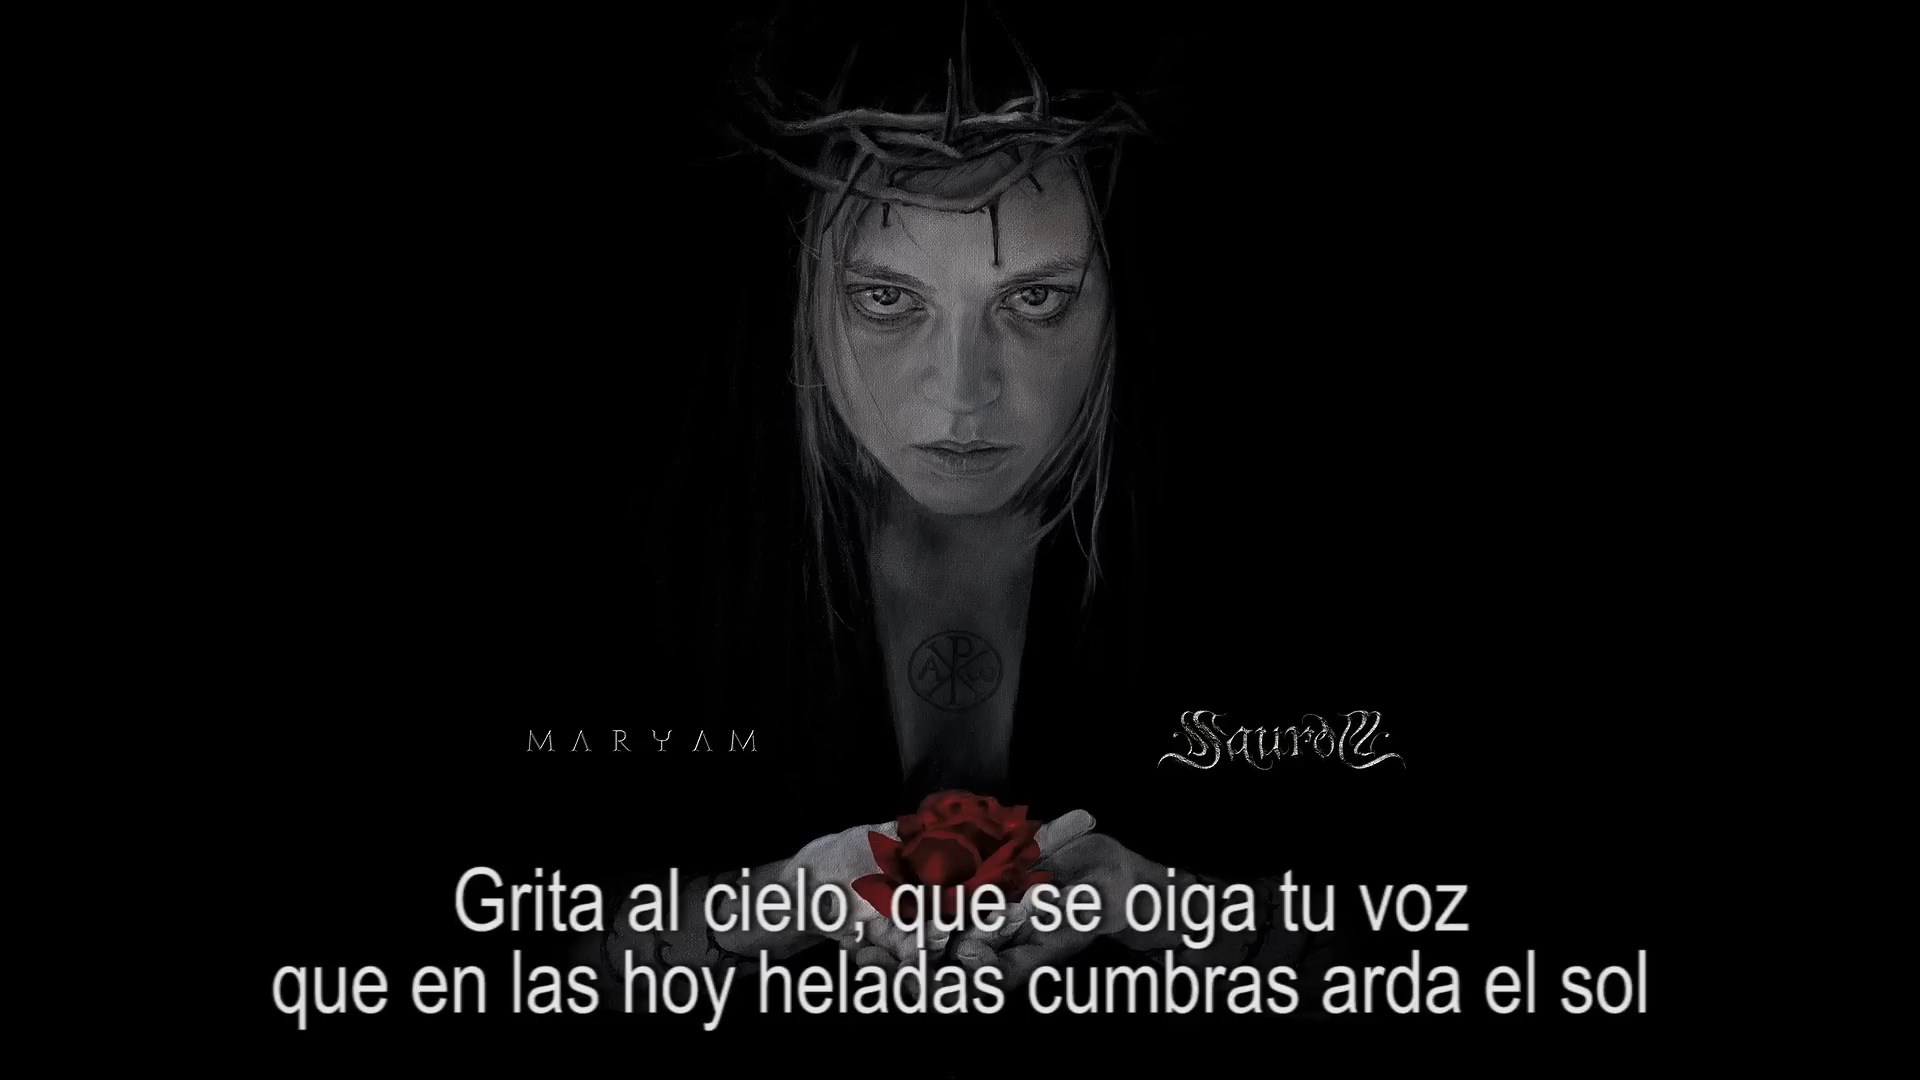 A P ω
MARYAM
Saurom
Grita al cielo, que se oiga tu voz
que en las hoy heladas cumbras arda el sol